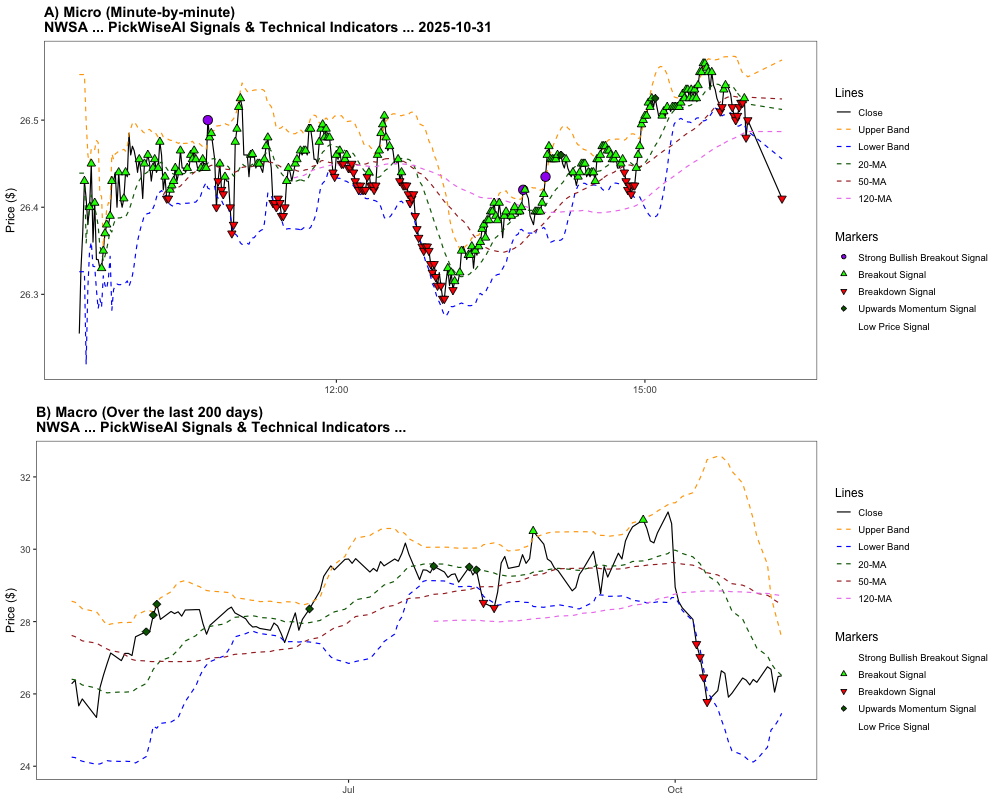 A) Micro (Minute-by-minute)
NWSA ... PickWiseAI Signals & Technical Indicators ... 2025-10-31
Price ($)
26.5
26.4
26.3
12:00
15:00
Lines
Close
Upper Band
Lower Band
20-MA
50-MA
120-MA
Markers
Strong Bullish Breakout Signal
Breakout Signal
Breakdown Signal
Upwards Momentum Signal
Low Price Signal
B) Macro (Over the last 200 days)
NWSA ... PickWiseAI Signals & Technical Indicators ...
Price ($)
32
30
28
26
24
Jul
Oct
Lines
Close
Upper Band
Lower Band
20-MA
50-MA
120-MA
Markers
Strong Bullish Breakout Signal
Breakout Signal
Breakdown Signal
Upwards Momentum Signal
Low Price Signal